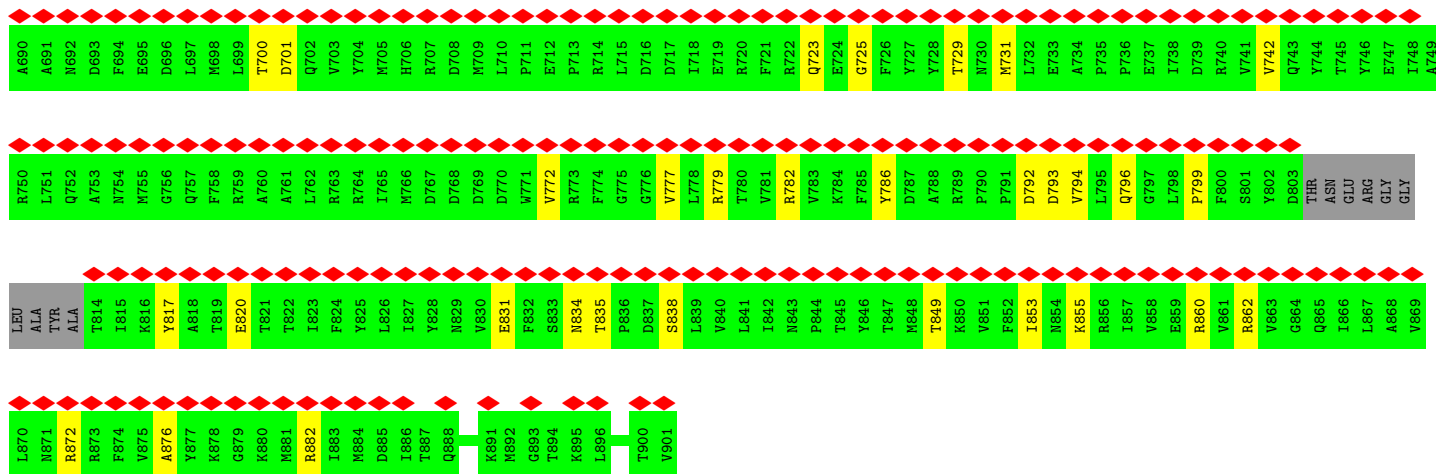 A690 A691 N692 D693 F694 E695 D696 L697 M698 L699 T700 D701 Q702 V703 Y704 M705 H706 R707 D708 M709 L710 P711 E712 P713 R714 L715 D716 D717 I718 E719 R720 F721 R722 Q723 E724 G725 F726 Y727 Y728 T729 N730 M731 L732 E733 A734 P735 P736 E737 I738 D739 R740 V741 V742 Q743 Y744 T745 Y746 E747 I748 A749
R750 L751 Q752 A753 N754 M755 G756 Q757 F758 R759 A760 A761 L762 R763 R764 I765 M766 D767 D768 D769 D770 W771 V772 R773 F774 G775 G776 V777 L778 R779 T780 V781 R782 V783 K784 F785 Y786 D787 A788 R789 P790 P791 D792 D793 V794 L795 Q796 G797 L798 P799 F800 S801 Y802 D803 THR ASN GLU ARG GLY GLY
LEU ALA TYR ALA T814 I815 K816 Y817 A818 T819 E820 T821 T822 I823 F824 Y825 L826 I827 Y828 N829 V830 E831 F832 S833 N834 T835 P836 D837 S838 L839 V840 L841 I842 N843 P844 T845 Y846 T847 M848 T849 K850 V851 F852 I853 N854 K855 R856 I857 V858 E859 R860 V861 R862 V863 G864 Q865 I866 L867 A868 V869
L870 N871 R872 R873 F874 V875 A876 Y877 K878 G879 K880 M881 R882 I883 M884 D885 I886 T887 Q888 K891 M892 G893 T894 K895 L896 T900 V901